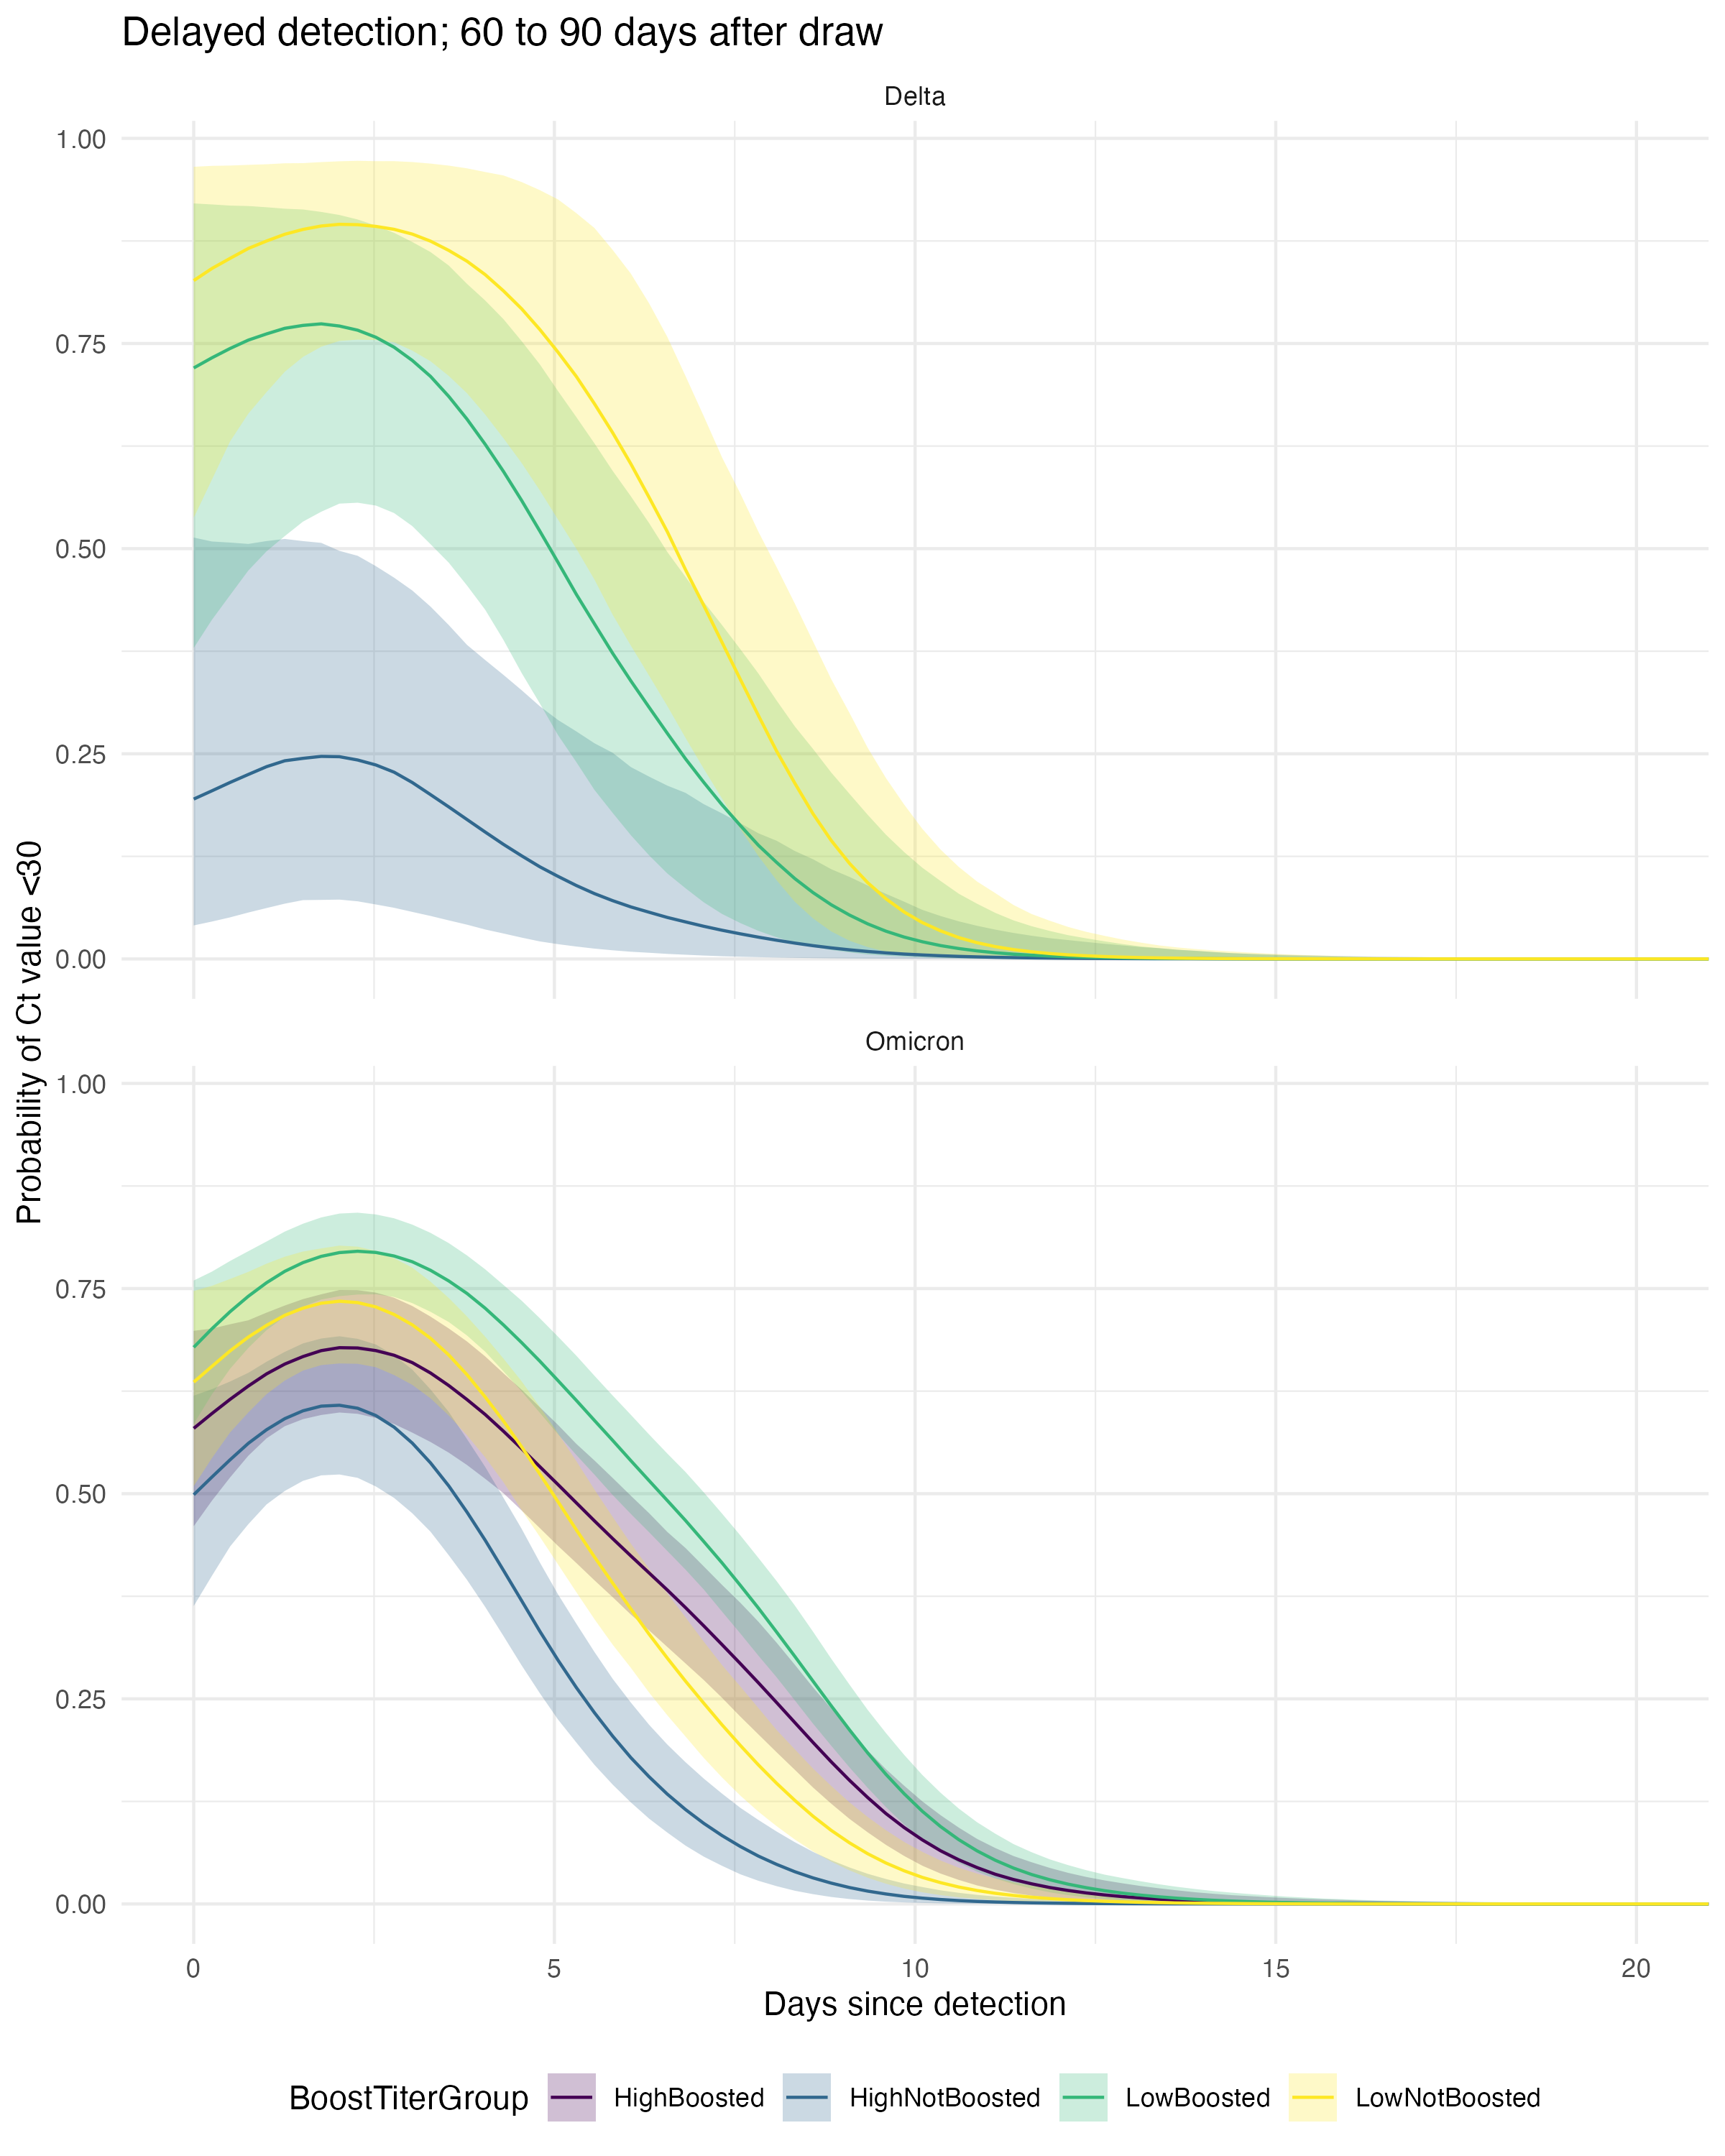 Delayed detection; 60 to 90 days after draw
Delta
1.00
0.75
0.50
0.25
0.00
Probability of Ct value <30
Omicron
1.00
0.75
0.50
0.25
0.00
0 5 10 15 20
Days since detection
BoostTiterGroup HighBoosted HighNotBoosted LowBoosted LowNotBoosted